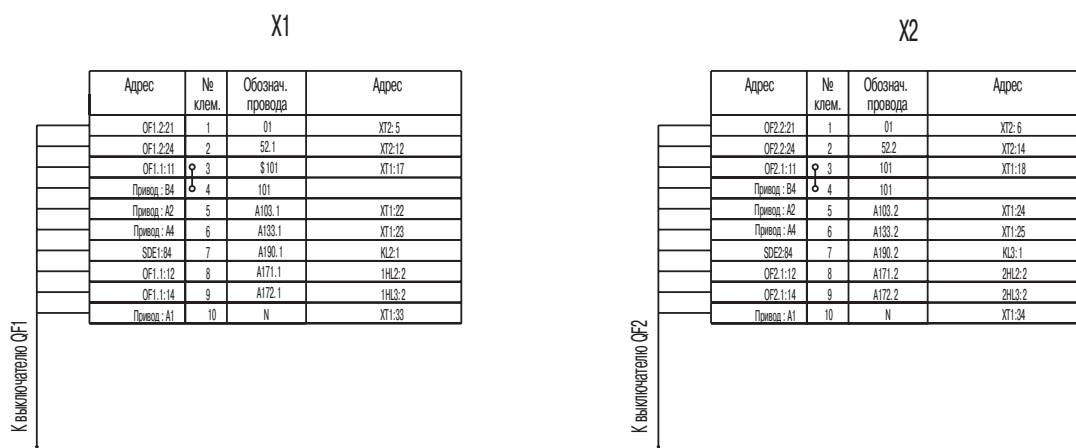 X1
Адрес № клем. Обознач. провода Адрес
OF1.2:21 1 01 XT2: 5
OF1.2:24 2 52.1 XT2:12
OF1.1:11 3 $101 XT1:17
Привод : B4 4 101
Привод : A2 5 A103. 1 XT1:22
Привод : A4 6 A133. 1 XT1:23
SDE1:84 7 A190. 1 KL2:1
OF1.1:12 8 A171. 1 1HL2: 2
OF1.1:14 9 A172. 1 1HL3: 2
Привод : A1 10 N XT1:33
К выключателю QF1
X2
Адрес № клем. Обознач. провода Адрес
OF2.2:21 1 01 XT2: 6
OF2.2:24 2 52.2 XT2:14
OF2.1:11 3 101 XT1:18
Привод : B4 4 101
Привод : A2 5 A103. 2 XT1:24
Привод : A4 6 A133. 2 XT1:25
SDE2:84 7 A190. 2 KL3:1
OF2.1:12 8 A171. 2 2HL2: 2
OF2.1:14 9 A172. 2 2HL3: 2
Привод : A1 10 N XT1:34
К выключателю QF2